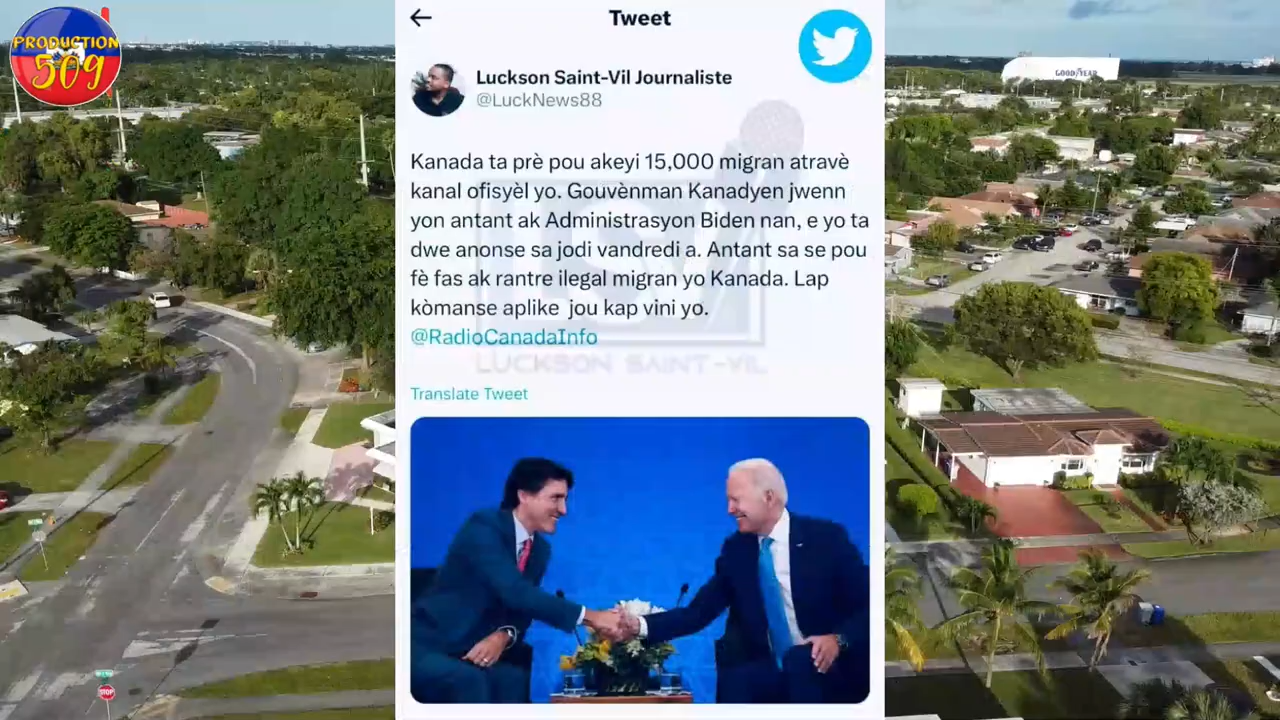 PRODUCTION
509
Tweet
Luckson Saint-Vil Journaliste
@LuckNews88
Kanada ta prè pou akeyi 15,000 migran atravè
kanal ofisyèl yo. Gouvènman Kanadyen jwenn
yon antant ak Administrasyon Biden nan, e yo ta
dwe anonse sa jodi vandredi a. Antant sa se pou
fè fas ak rantre ilegal migran yo Kanada. Lap
kòmanse aplike jou kap vini yo.
@RadioCanadaInfo
LUCKSON SAINT-VIL
Translate Tweet
GOODYEAR
STOP